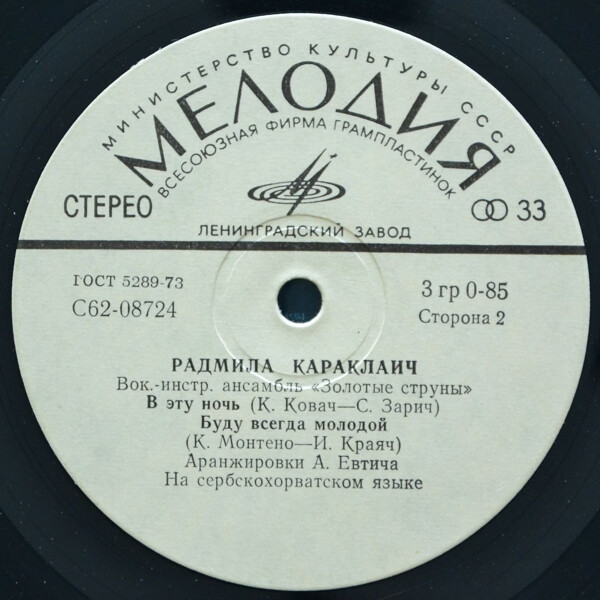 МИНИСТЕРСТВО КУЛЬТУРЫ СССР
МЕЛОДИЯ
ВСЕСОЮЗНАЯ ФИРМА ГРАМПЛАСТИНОК
СТЕРЕО
33
ЛЕНИНГРАДСКИЙ ЗАВОД
ГОСТ 5289-73
3 гр 0-85
С62-08724
Сторона 2
РАДМИЛА КАРАКЛАИЧ
Вок.-инстр. ансамбль «Золотые струны»
В эту ночь (К. Ковач—С. Зарич)
Буду всегда молодой
(К. Монтено—И. Краяч)
Аранжировки А. Евтича
На сербскохорватском языке